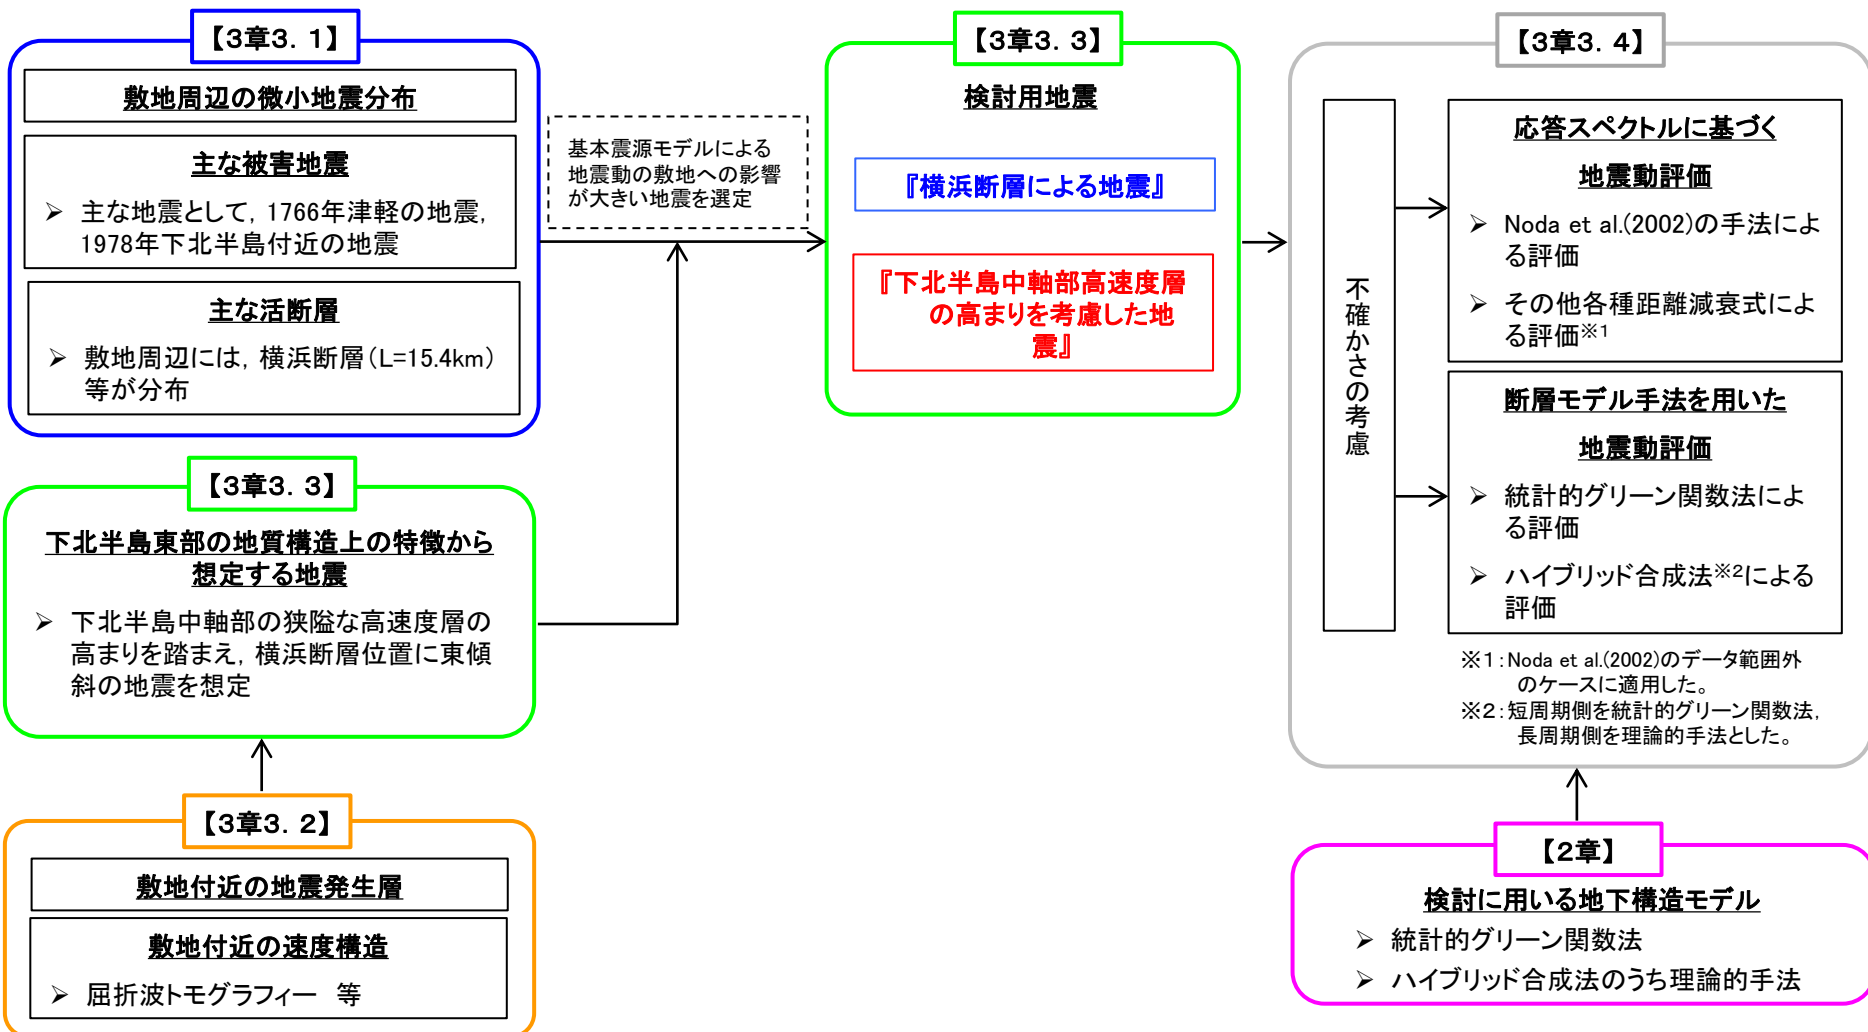 【3章3. 1】
敷地周辺の微小地震分布
主な被害地震
➢ 主な地震として, 1766年津軽の地震,
1978年下北半島付近の地震
主な活断層
➢ 敷地周辺には, 横浜断層(L=15.4km)
等が分布
【3章3. 3】
下北半島東部の地質構造上の特徴から
想定する地震
➢ 下北半島中軸部の狭隘な高速度層の
高まりを踏まえ, 横浜断層位置に東傾
斜の地震を想定
【3章3. 2】
敷地付近の地震発生層
敷地付近の速度構造
➢ 屈折波トモグラフィー 等
基本震源モデルによる
地震動の敷地への影響
が大きい地震を選定
【3章3. 3】
検討用地震
『横浜断層による地震』
『下北半島中軸部高速度層
の高まりを考慮した地
震』
【3章3. 4】
不確かさの考慮
応答スペクトルに基づく
地震動評価
➢ Noda et al.(2002)の手法によ
る評価
➢ その他各種距離減衰式によ
る評価※1
断層モデル手法を用いた
地震動評価
➢ 統計的グリーン関数法によ
る評価
➢ ハイブリッド合成法※2による
評価
※1:Noda et al.(2002)のデータ範囲外
のケースに適用した。
※2:短周期側を統計的グリーン関数法,
長周期側を理論的手法とした。
【2章】
検討に用いる地下構造モデル
➢ 統計的グリーン関数法
➢ ハイブリッド合成法のうち理論的手法